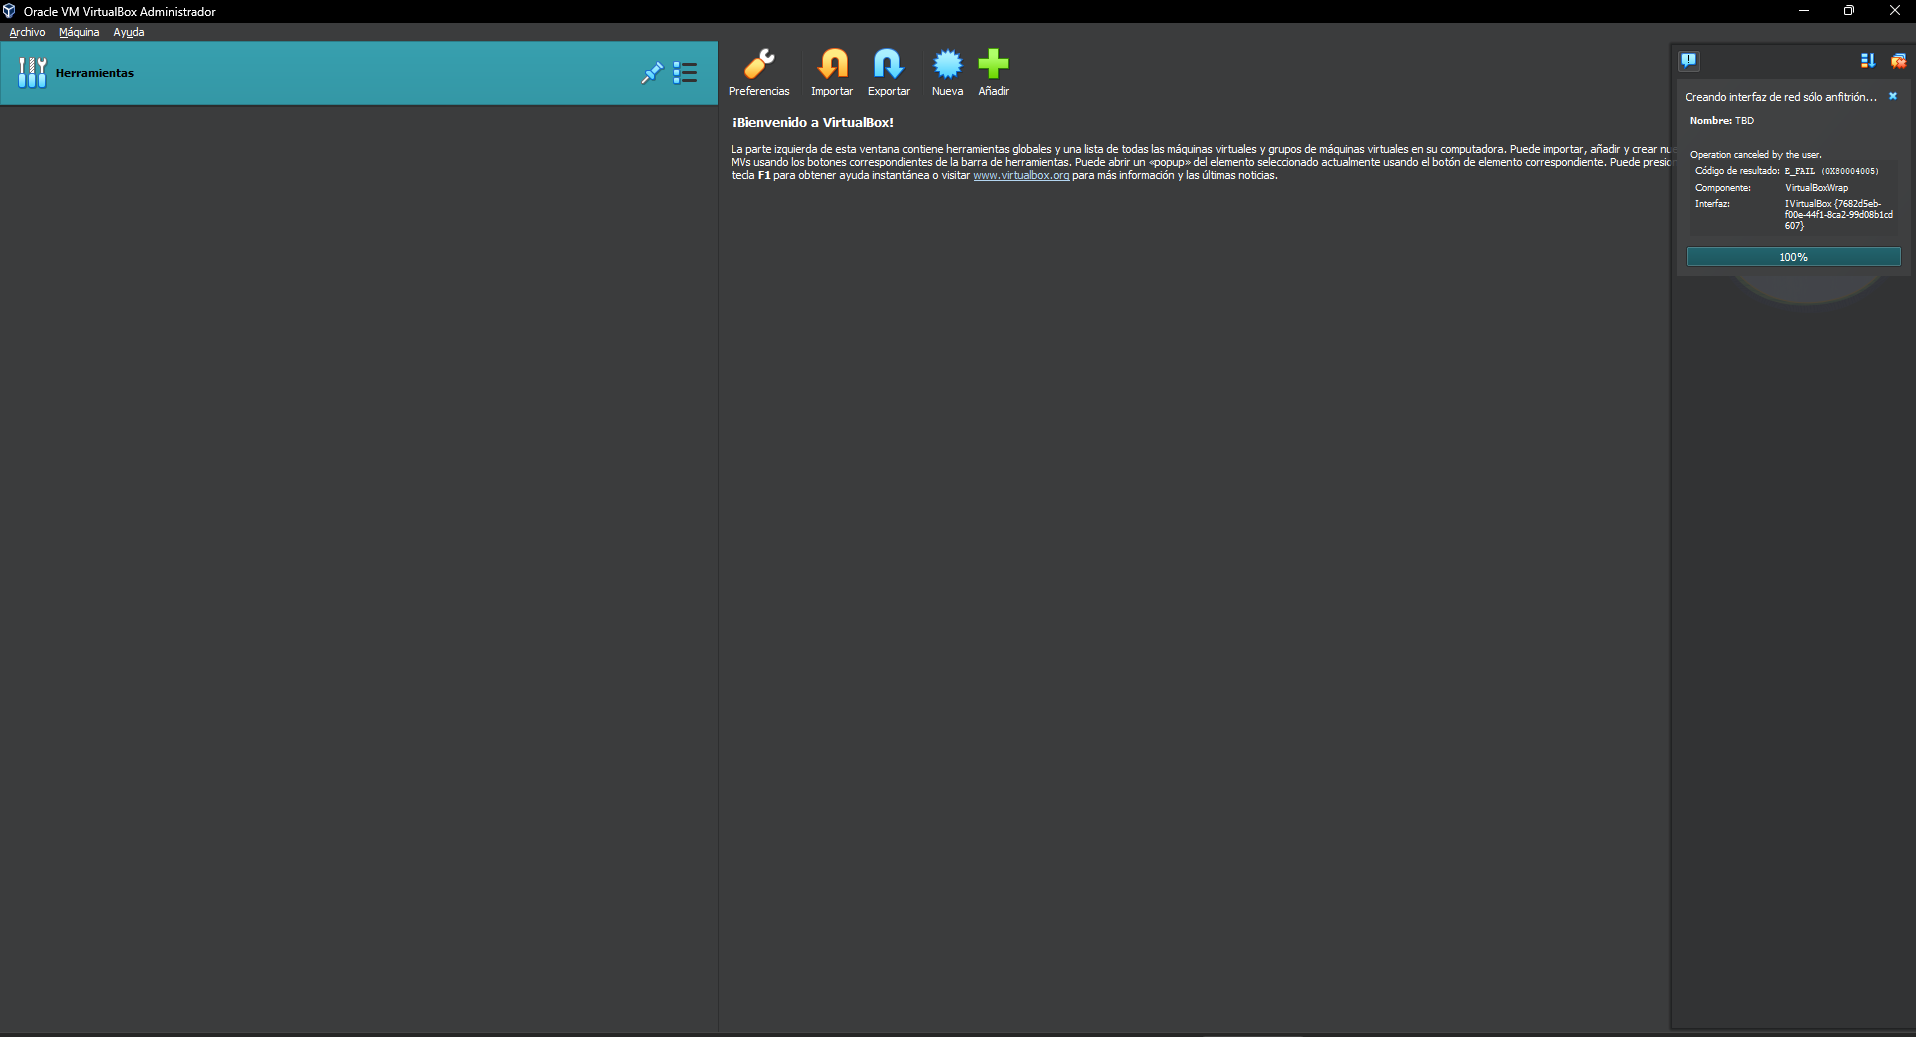 Oracle VM VirtualBox Administrador
Archivo Máquina Ayuda
Herramientas
Preferencias Importar Exportar Nueva Añadir
¡Bienvenido a VirtualBox!
La parte izquierda de esta ventana contiene herramientas globales y una lista de todas las máquinas virtuales y grupos de máquinas virtuales en su computadora. Puede importar, añadir y crear nue
MVs usando los botones correspondientes de la barra de herramientas. Puede abrir un «popup» del elemento seleccionado actualmente usando el botón de elemento correspondiente. Puede presio
tecla F1 para obtener ayuda instantánea o visitar www.virtualbox.org para más información y las últimas noticias.
Creando interfaz de red sólo anfitrión...
Nombre: TBD
Operation canceled by the user.
Código de resultado: E_FAIL (0X80004005)
Componente: VirtualBoxWrap
Interfaz: IVirtualBox {7682d5eb-
f00e-44f1-8ca2-99d08b1cd
607}
100%